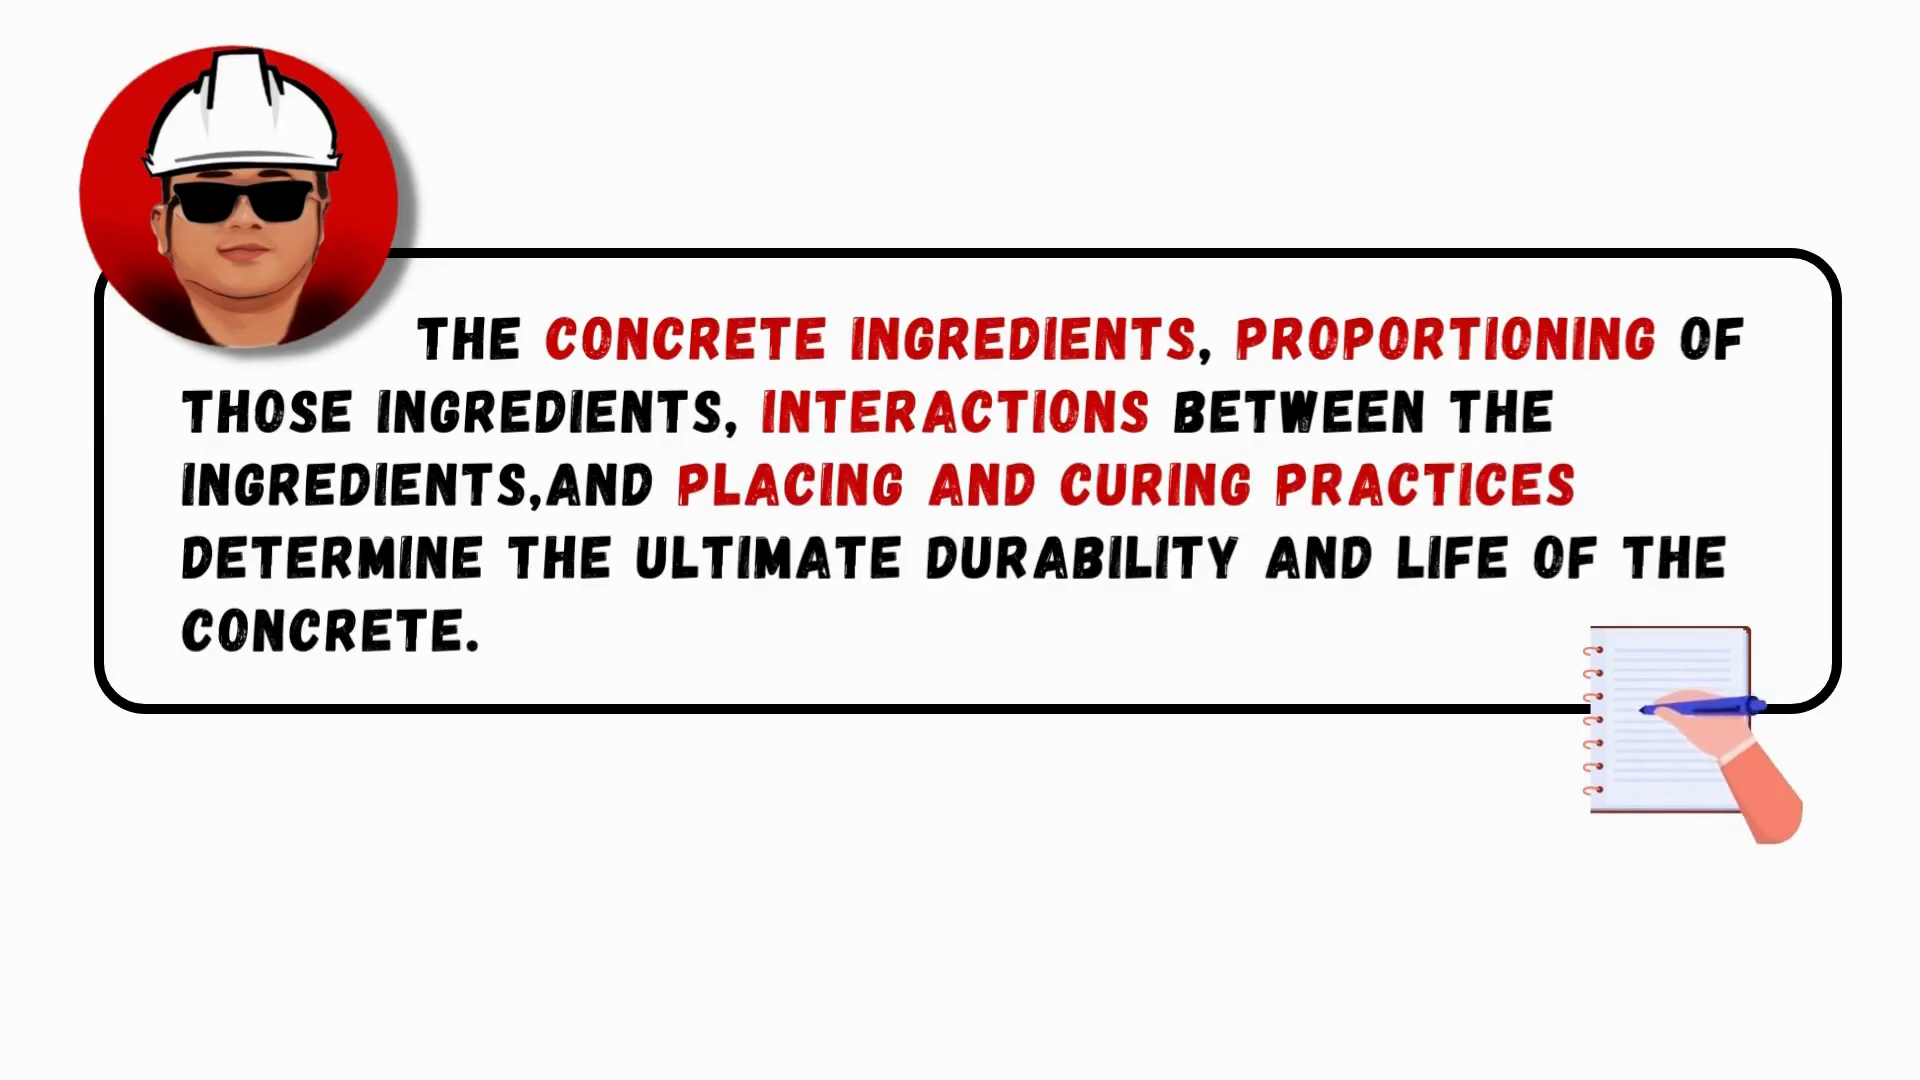 THE CONCRETE INGREDIENTS, PROPORTIONING OF
THOSE INGREDIENTS, INTERACTIONS BETWEEN THE
INGREDIENTS,AND PLACING AND CURING PRACTICES
DETERMINE THE ULTIMATE DURABILITY AND LIFE OF THE
CONCRETE.